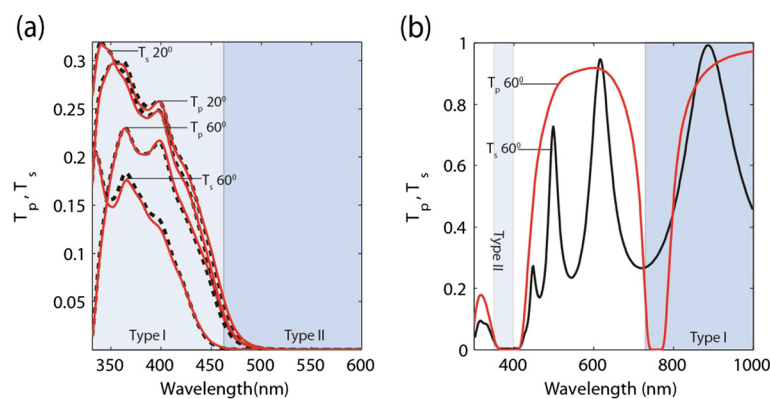 (a)
T_p, T_s
0.3
0.25
0.2
0.15
0.1
0.05
T_s 20⁰
T_p 20⁰
T_p 60⁰
T_s 60⁰
Type I
Type II
350 400 450 500 550 600
Wavelength(nm)
(b)
T_p, T_s
1
0.8
0.6
0.4
0.2
0
T_p 60⁰
T_s 60⁰
Type II
Type I
400 600 800 1000
Wavelength (nm)